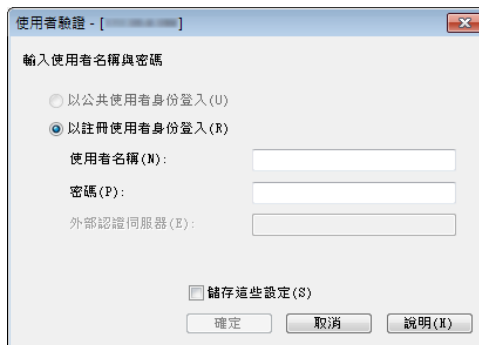 使用者驗證 - [ ]
輸入使用者名稱與密碼
以公共使用者身份登入(U)
以註冊使用者身份登入(R)
使用者名稱(N):
密碼(P):
外部認證伺服器(E):
儲存這些設定(S)
確定 取消 說明(H)